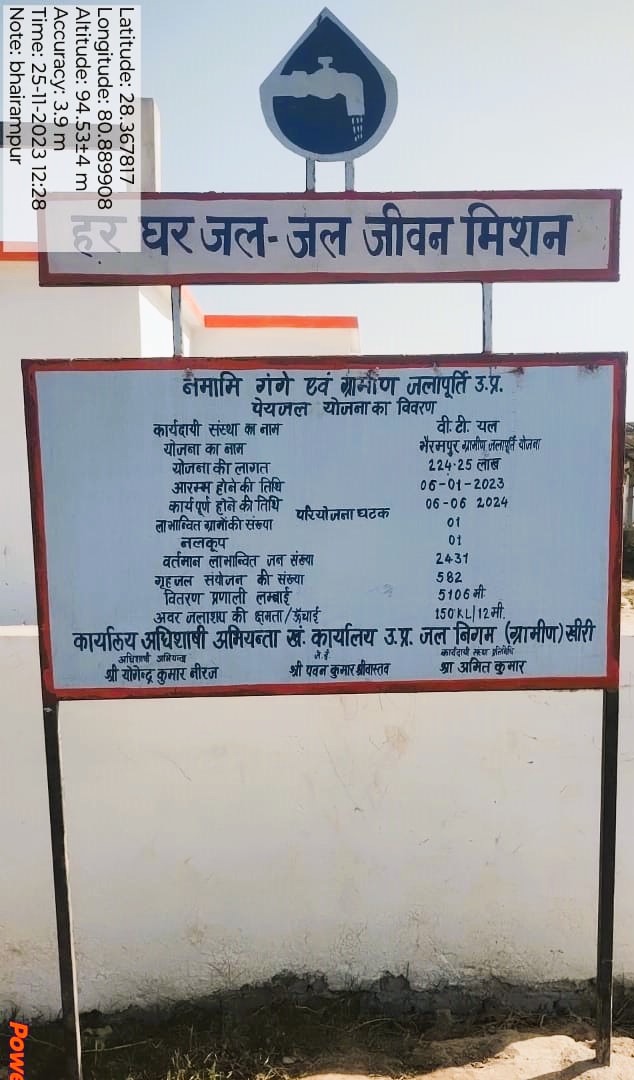 Latitude: 28.367817
Longitude: 80.889908
Altitude: 94.53±4 m
Accuracy: 3.9 m
Time: 25-11-2023 12:28
Note: bhairampur
हर घर जल- जल जीवन मिशन
नमामि गंगे एवं ग्रामीण जलापूर्ति उ.प्र.
पेयजल योजना का विवरण
कार्यदायी संस्था का नाम वी.टी. यल
योजना का नाम भैरमपुर ग्रामीण जलापूर्ति योजना
योजना की लागत 224.25 लाख
आरम्भ होने की तिथि 06-01-2023
कार्य पूर्ण होने की तिथि 06-06 2024
परियोजना घटक
लाभान्वित ग्रामों की संख्या 01
नलकूप 01
वर्तमान लाभान्वित जन संख्या 2431
गृह जल संयोजन की संख्या 582
वितरण प्रणाली लम्बाई 5106 मी
अवर जलाशय की क्षमता/ऊँचाई 150KL/12 मी.
कार्यालय अधिशाषी अभियन्ता खं. कार्यालय उ.प्र. जल निगम (ग्रामीण) खीरी
अधिशाषी अभियन्ता जे.ई. कार्यदायी संस्था प्रतिनिधि
श्री योगेन्द्र कुमार नीरज श्री पवन कुमार श्रीवास्तव श्री अमित कुमार
Powe